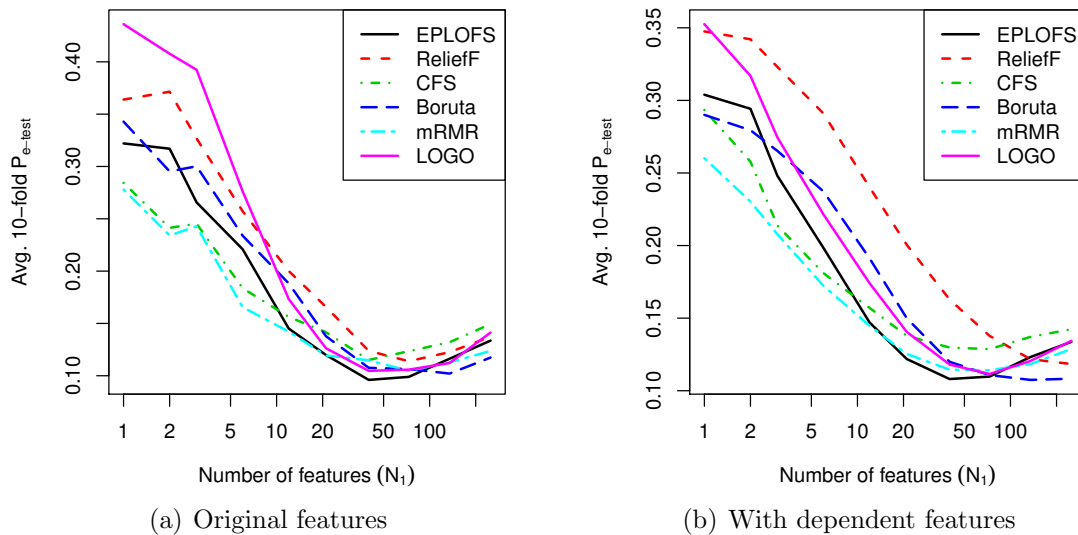 Avg. 10−fold P e−test
0.10 0.20 0.30 0.40
EPLOFS
ReliefF
CFS
Boruta
mRMR
LOGO
1 2 5 10 20 50 100
Number of features (N1)
(a) Original features
Avg. 10−fold P e−test
0.10 0.15 0.20 0.25 0.30 0.35
EPLOFS
ReliefF
CFS
Boruta
mRMR
LOGO
1 2 5 10 20 50 100
Number of features (N1)
(b) With dependent features